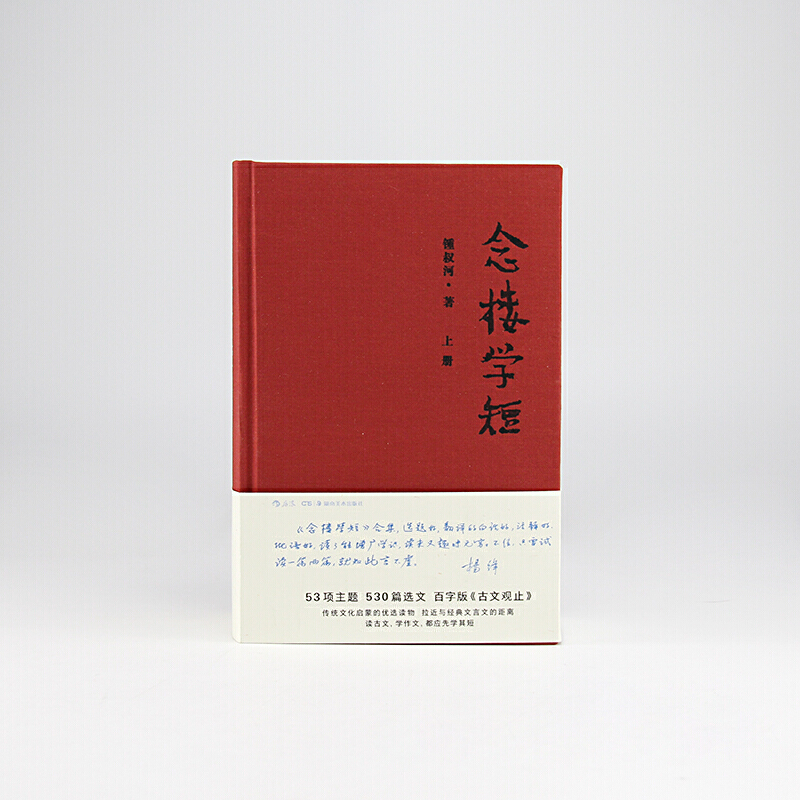 念楼学短
锺叔河·著 上册
《念楼学短》合集，选题好，翻译的白话好，注释好，
批语好，读了能增广学识，读来又趣味无穷。不信，只要试
读一篇两篇，就知此言不虚。 杨绛
53项主题 530篇选文 百字版《古文观止》
传统文化启蒙的优选读物 拉近与经典文言文的距离
读古文、学作文，都应先学其短